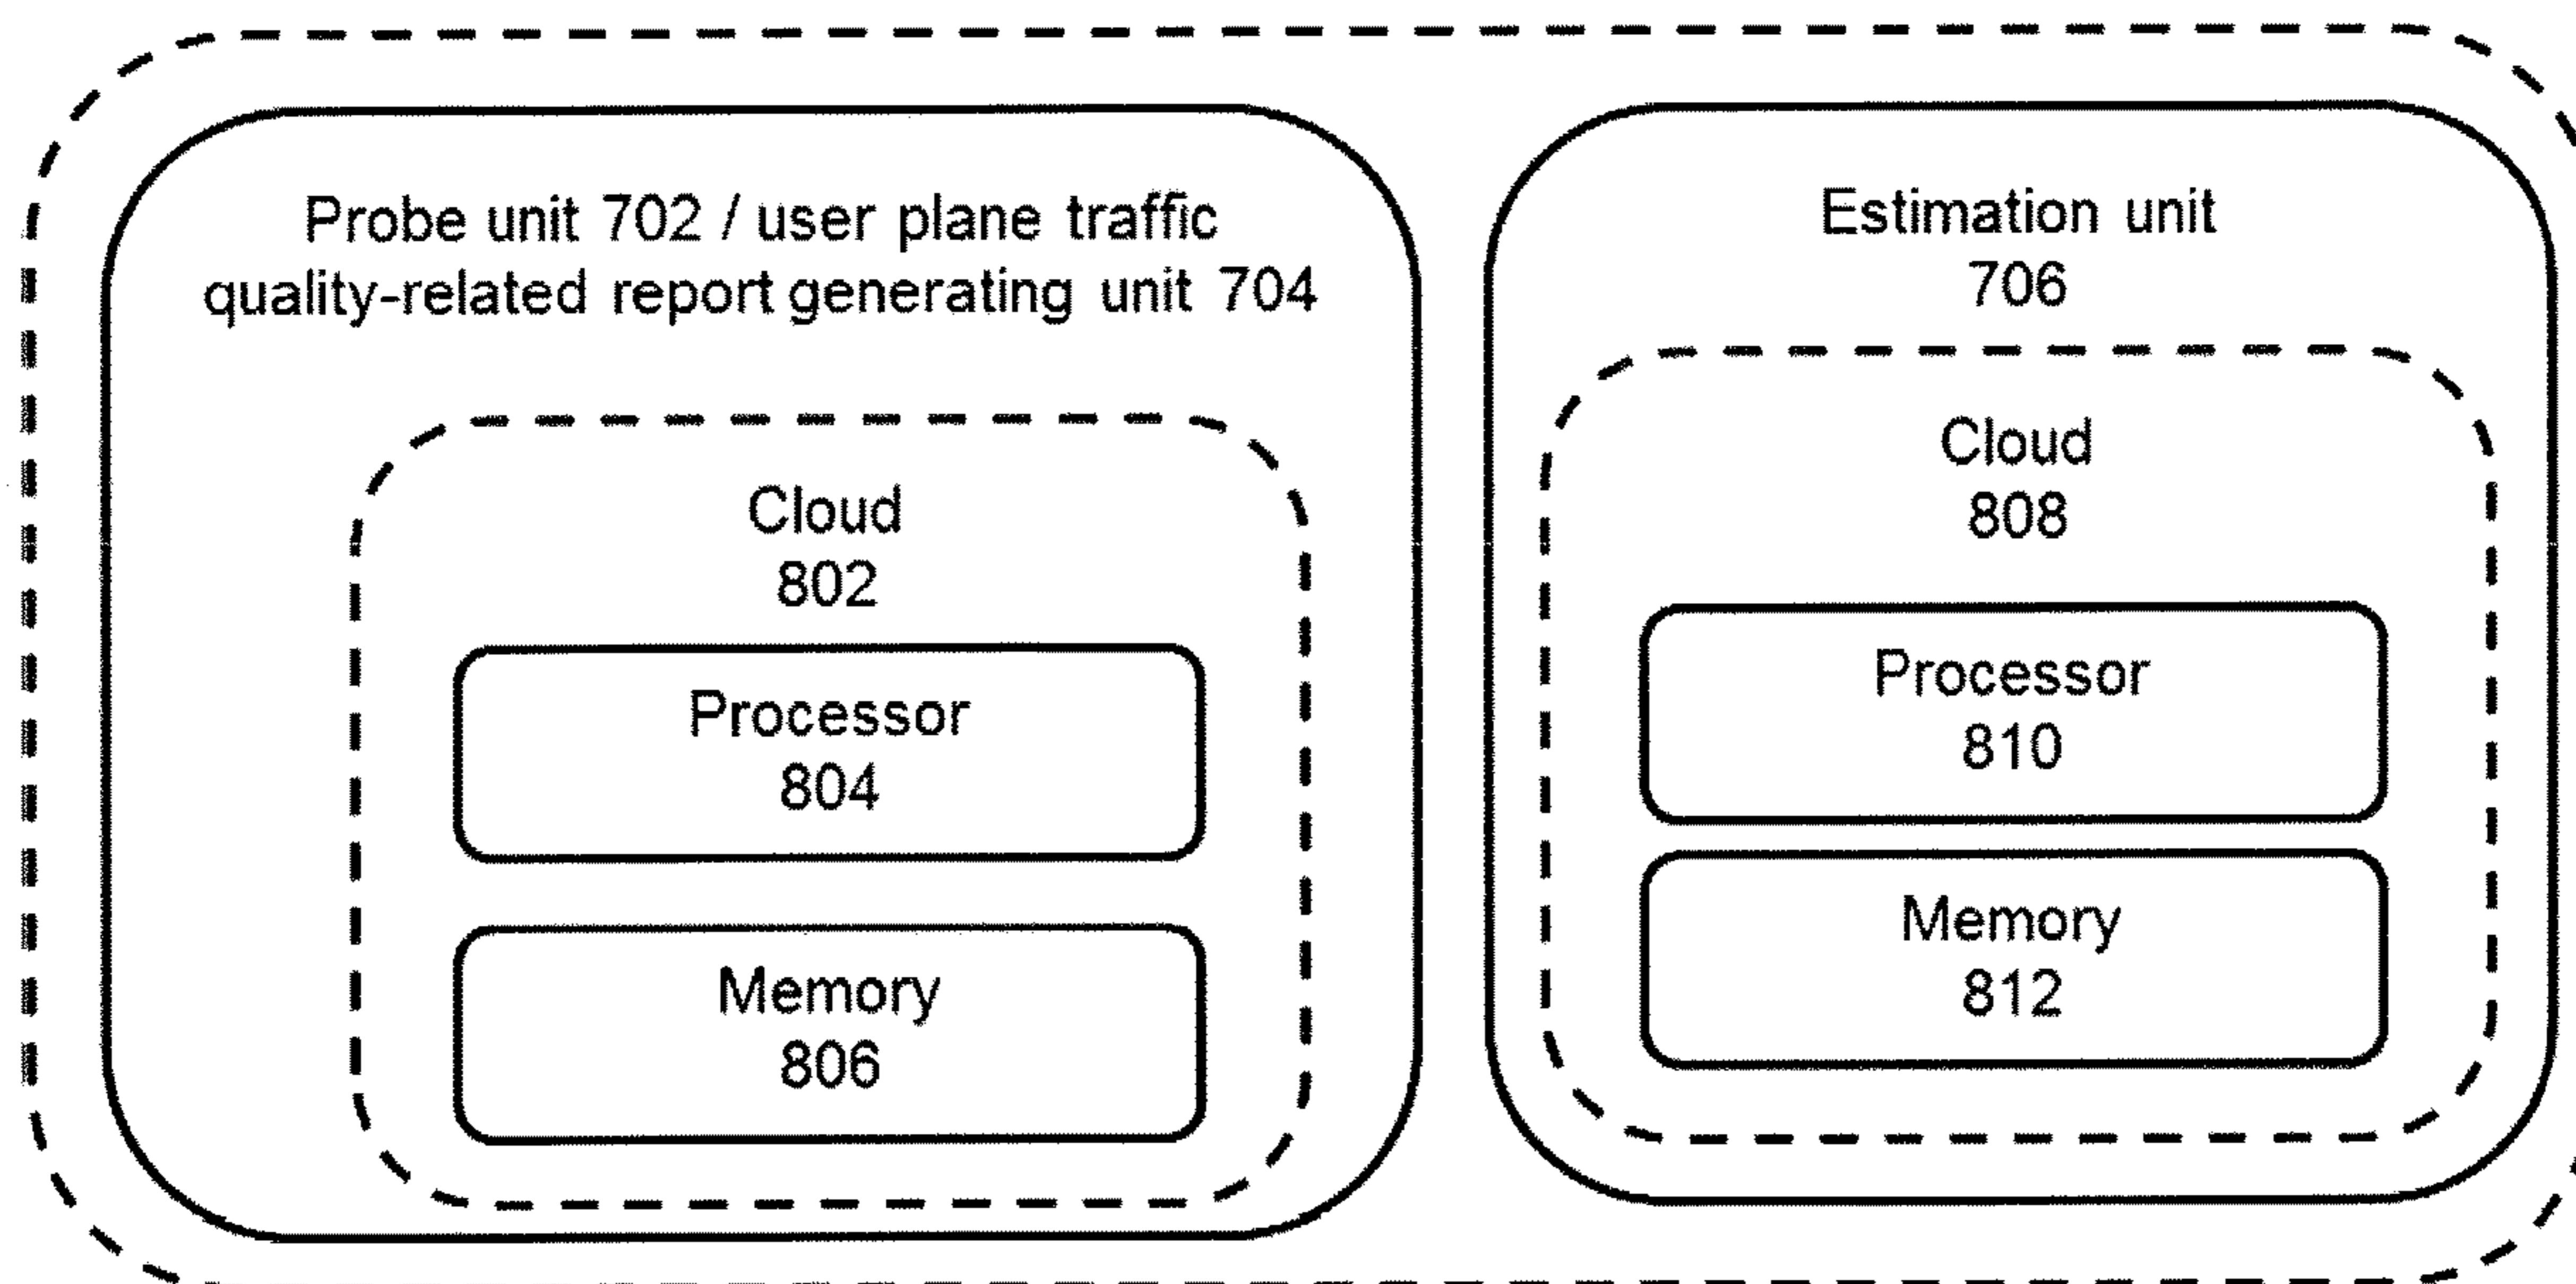 Probe unit 702 / user plane traffic
quality-related report generating unit 704
Cloud
802
Processor
804
Memory
806
Estimation unit
706
Cloud
808
Processor
810
Memory
812